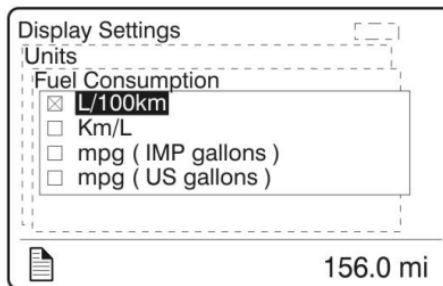 Display Settings
Units
Fuel Consumption
L/100km
Km/L
mpg ( IMP gallons )
mpg ( US gallons )
156.0 mi